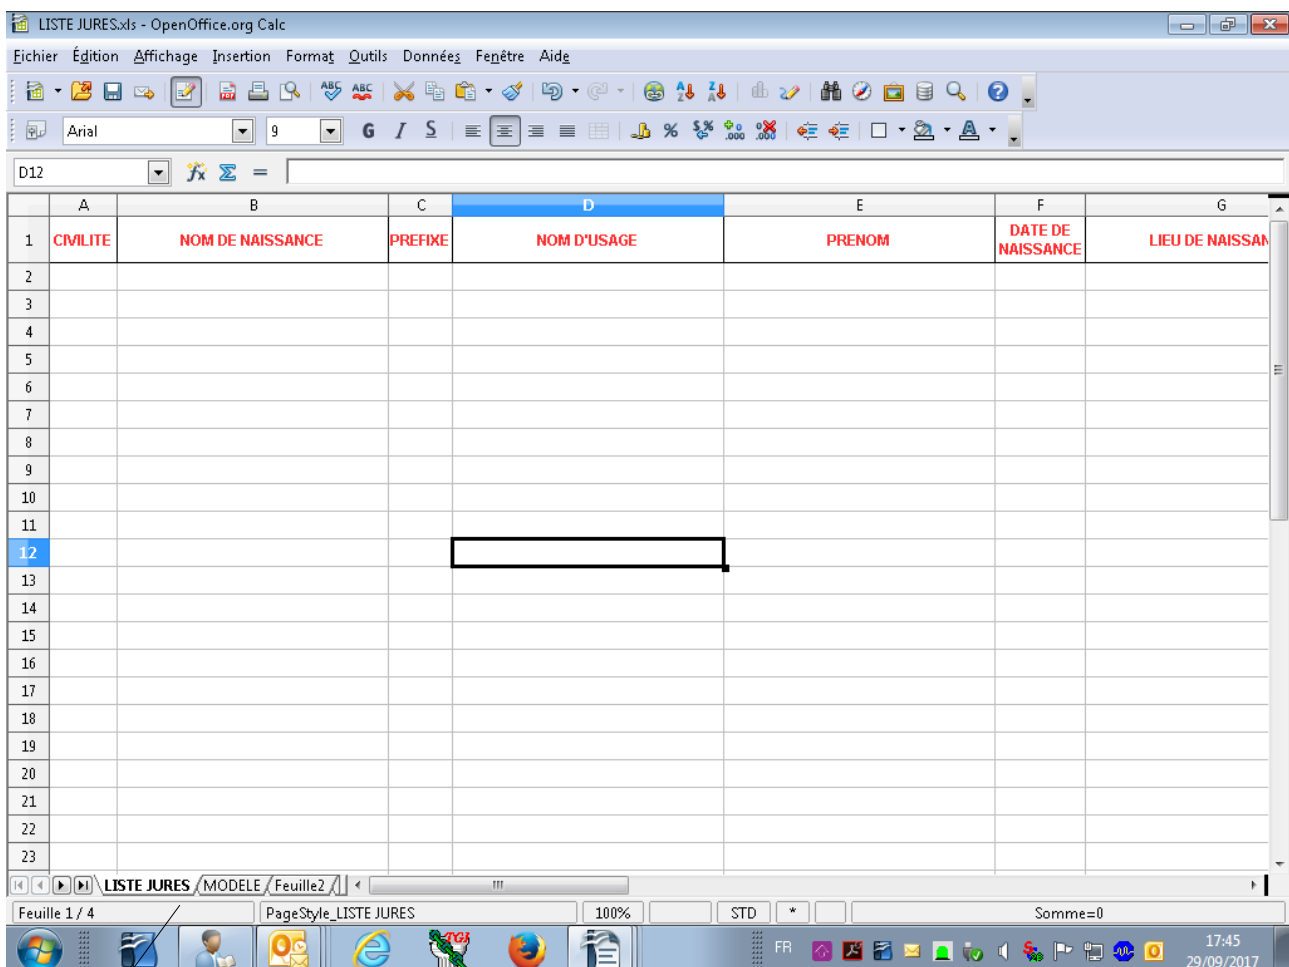 LISTE JURES.xls - OpenOffice.org Calc
Fichier Édition Affichage Insertion Format Outils Données Fenêtre Aide
Arial 9 G I S
D12
A B C D E F G
1 CIVILITE NOM DE NAISSANCE PREFIXE NOM D'USAGE PRENOM DATE DE NAISSANCE LIEU DE NAISSAN
2
3
4
5
6
7
8
9
10
11
12
13
14
15
16
17
18
19
20
21
22
23
LISTE JURES MODELE Feuille2
Feuille 1 / 4 PageStyle_LISTE JURES 100% STD * Somme=0
TGI FR 17:45
29/09/2017